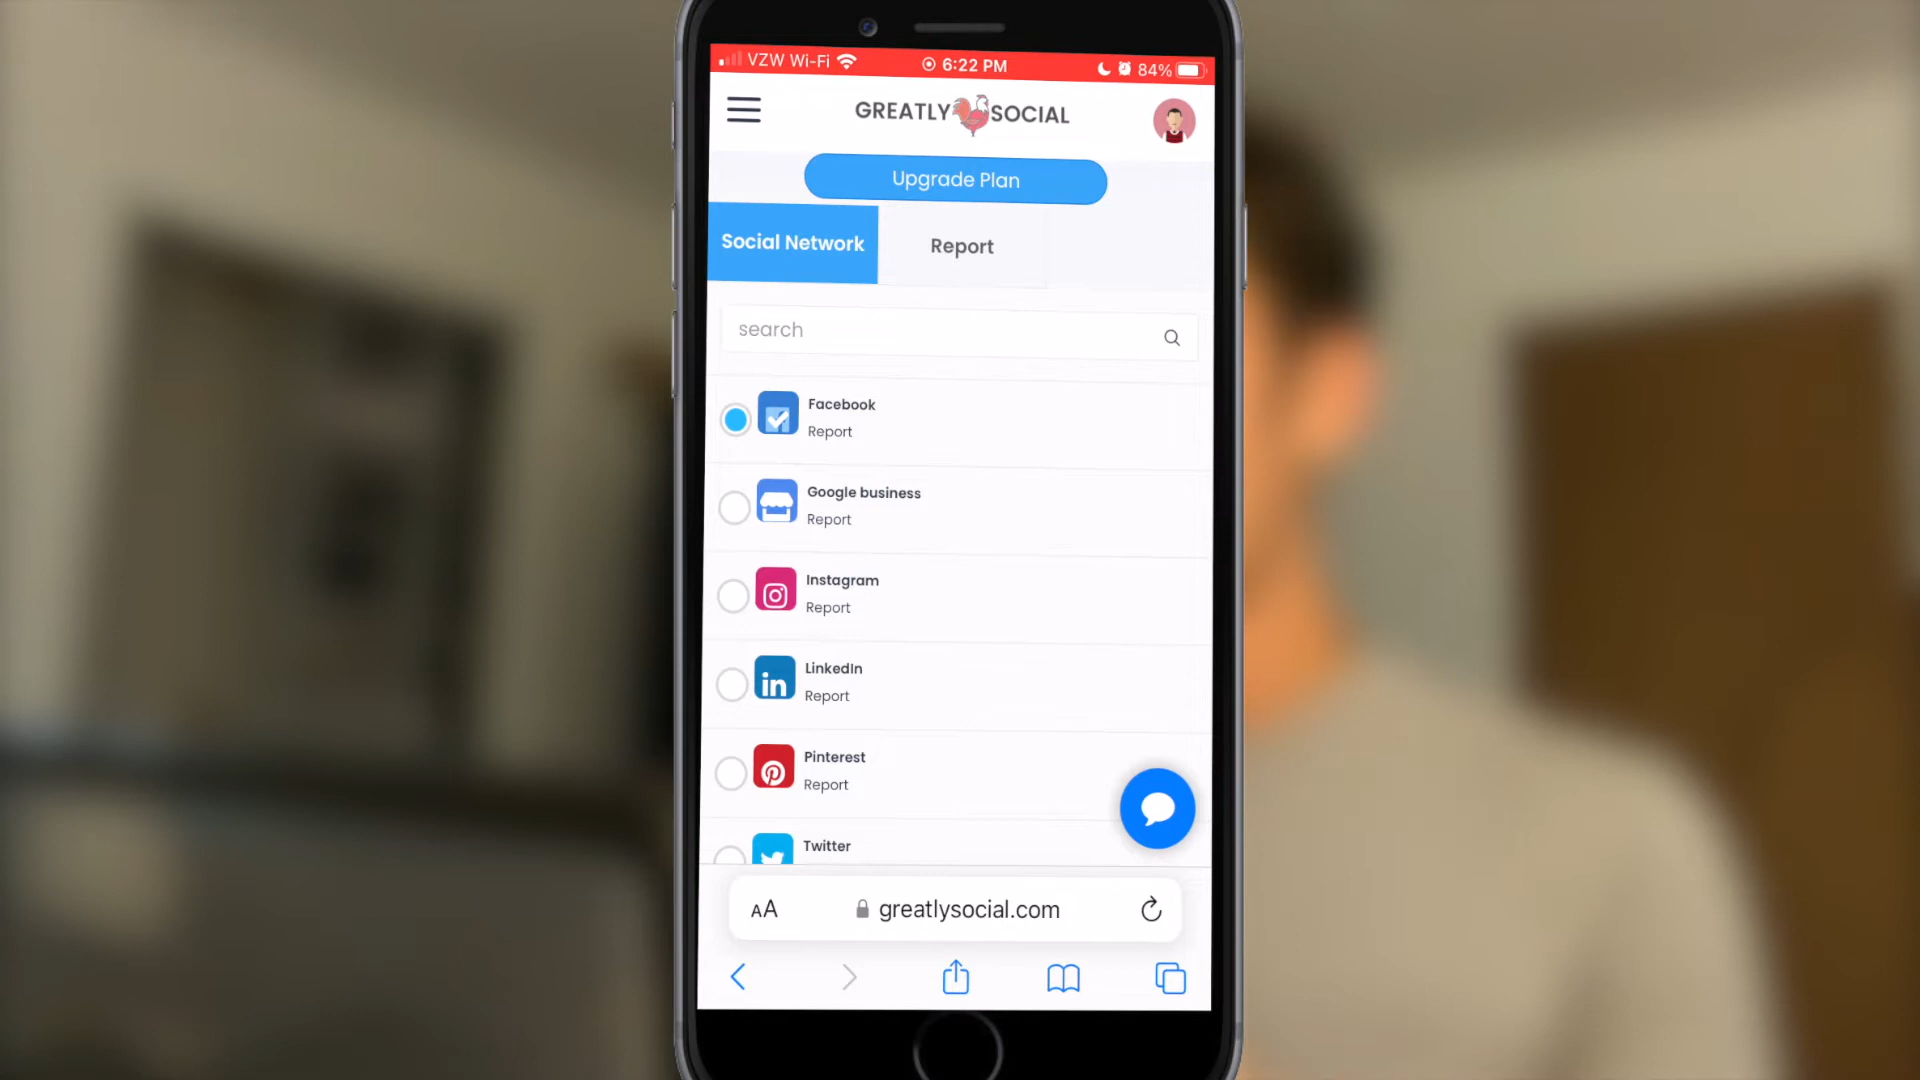 VZW Wi-Fi 6:22 PM 84%
GREATLY SOCIAL
Upgrade Plan
Social Network Report
search
Facebook
Report
Google business
Report
Instagram
Report
LinkedIn
Report
Pinterest
Report
Twitter
AA greatlysocial.com